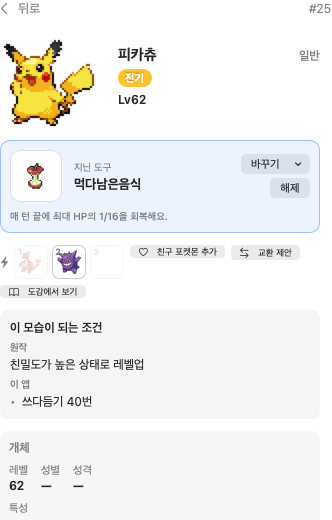 뒤로
#25
피카츄
일반
전기
Lv62
지닌 도구
먹다남은음식
바꾸기
해제
매 턴 끝에 최대 HP의 1/16을 회복해요.
1
2
3
친구 포켓몬 추가
교환 제안
도감에서 보기
이 모습이 되는 조건
원작
친밀도가 높은 상태로 레벨업
이 앱
• 쓰다듬기 40번
개체
레벨 성별 성격
62 — —
특성